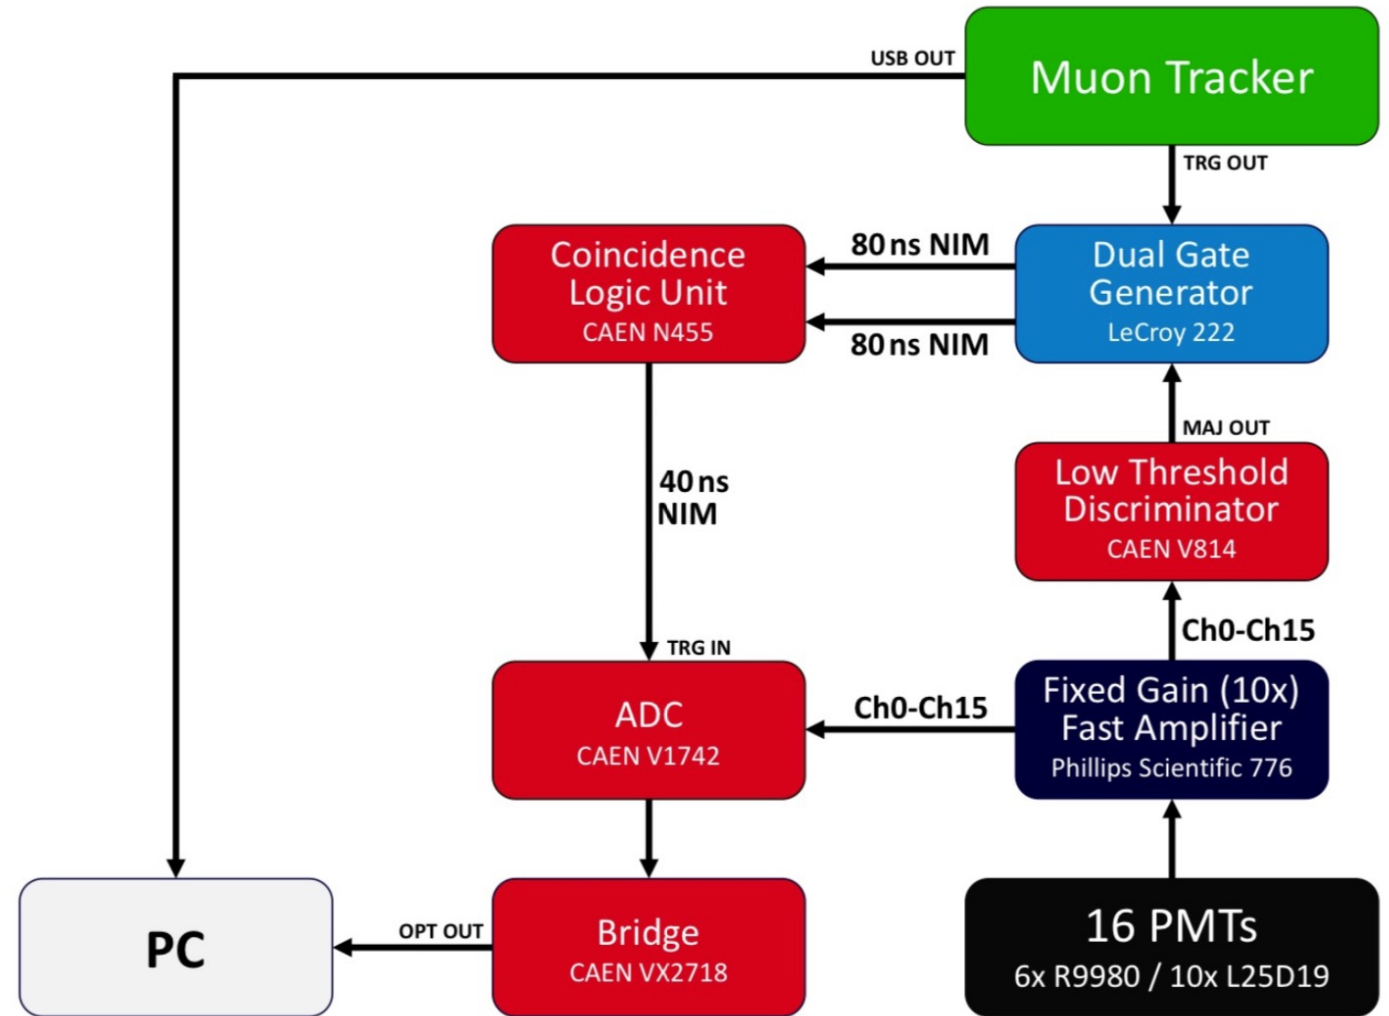 USB OUT
Muon Tracker
TRG OUT
Coincidence
Logic Unit
CAEN N455
80 ns NIM
80 ns NIM
Dual Gate
Generator
LeCroy 222
MAJ OUT
40 ns
NIM
Low Threshold
Discriminator
CAEN V814
Ch0-Ch15
TRG IN
ADC
CAEN V1742
Ch0-Ch15
Fixed Gain (10x)
Fast Amplifier
Phillips Scientific 776
PC
OPT OUT
Bridge
CAEN VX2718
16 PMTs
6x R9980 / 10x L25D19